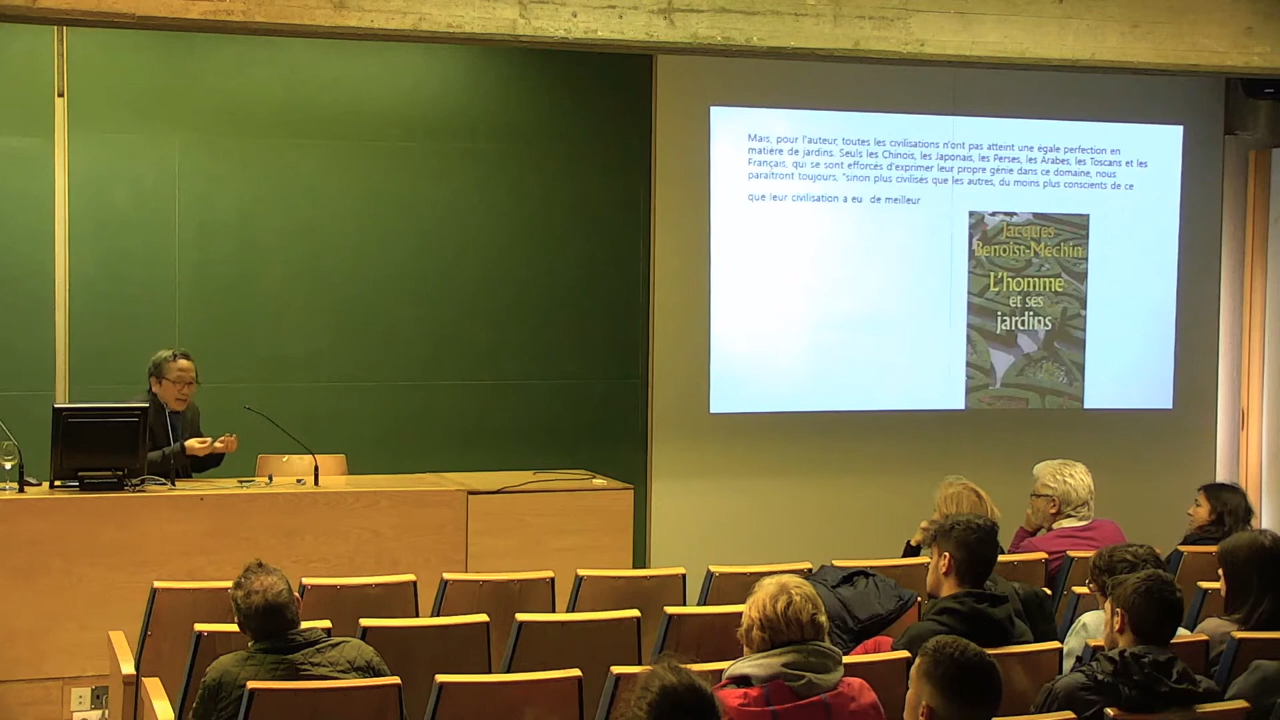 Mais, pour l'auteur, toutes les civilisations n'ont pas atteint une égale perfection en
matière de jardins. Seuls les Chinois, les Japonais, les Perses, les Arabes, les Toscans et les
Français, qui se sont efforcés d'exprimer leur propre génie dans ce domaine, nous
paraîtront toujours, "sinon plus civilisés que les autres, du moins plus conscients de ce
que leur civilisation a eu de meilleur
Jacques
Benoist-Méchin
L'homme
et ses
jardins